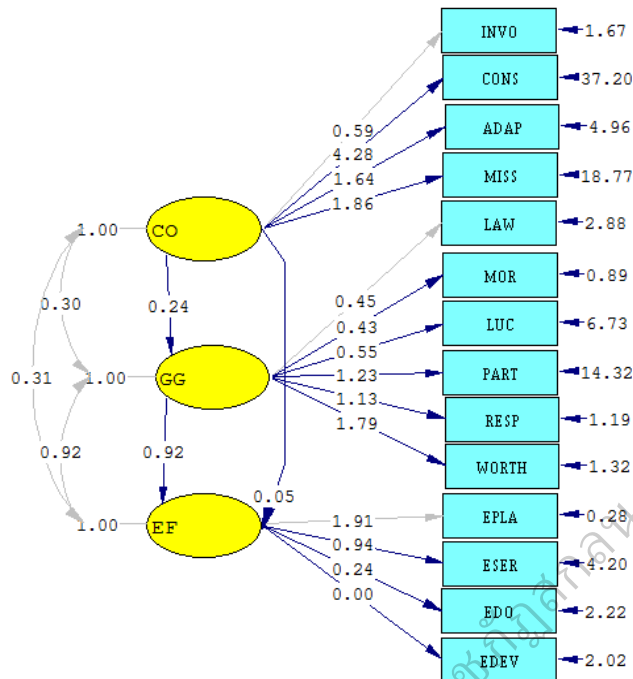 INVO 1.67
CONS 37.20
0.59
ADAP 4.96
4.28
1.64
MISS 18.77
1.86
1.00 CO
LAW 2.88
MOR 0.89
0.30
0.24
0.45
0.43
LUC 6.73
0.55
0.31 1.00 GG
1.23
PART 14.32
1.13
RESP 1.19
1.79
0.92
0.92
WORTH 1.32
0.05
1.00 EF
1.91
EPLA 0.28
0.94
ESER 4.20
0.24
0.00
EDO 2.22
EDEV 2.02